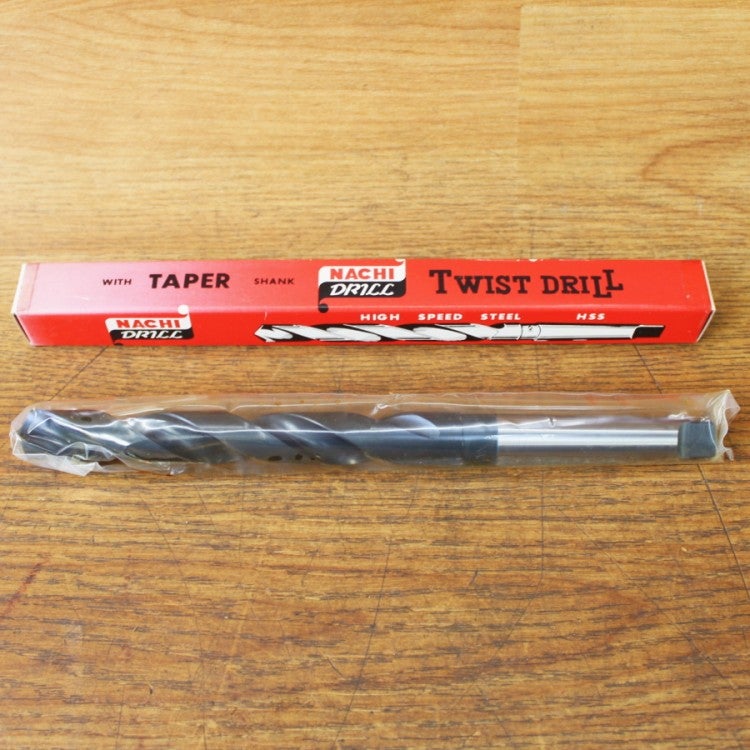 WITH TAPER SHANK NACHI DRILL TWIST DRILL
NACHI DRILL HIGH SPEED STEEL HSS